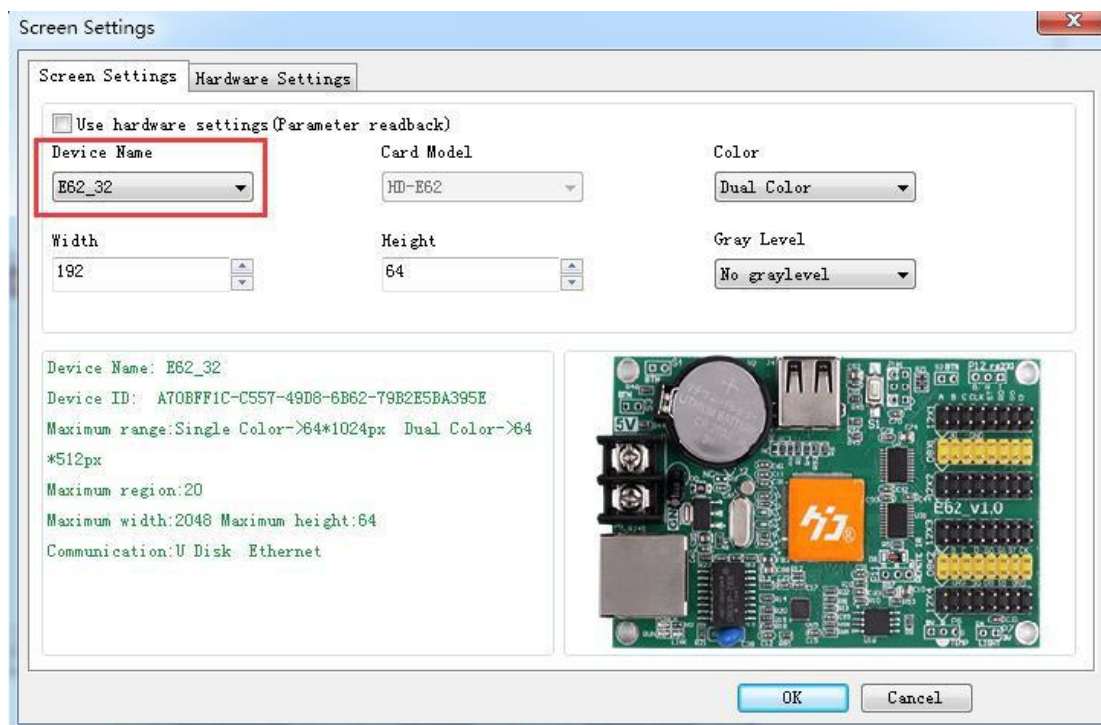 Screen Settings
Screen Settings Hardware Settings
Use hardware settings(Parameter readback)
Device Name Card Model Color
E62_32 HD-E62 Dual Color
Width Height Gray Level
192 64 No graylevel
Device Name: E62_32
Device ID: A70BFF1C-C557-49D8-6B62-79B2E5BA395E
Maximum range:Single Color->64*1024px Dual Color->64
*512px
Maximum region:20
Maximum width:2048 Maximum height:64
Communication:U Disk Ethernet
5V
S1
E62 V1.0
OK Cancel